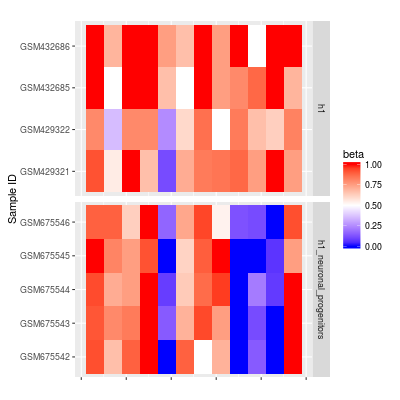 Sample ID
GSM432686
GSM432685
GSM429322
GSM429321
h1
GSM675546
GSM675545
GSM675544
GSM675543
GSM675542
h1_neuronal_progenitors
beta
1.00
0.75
0.50
0.25
0.00